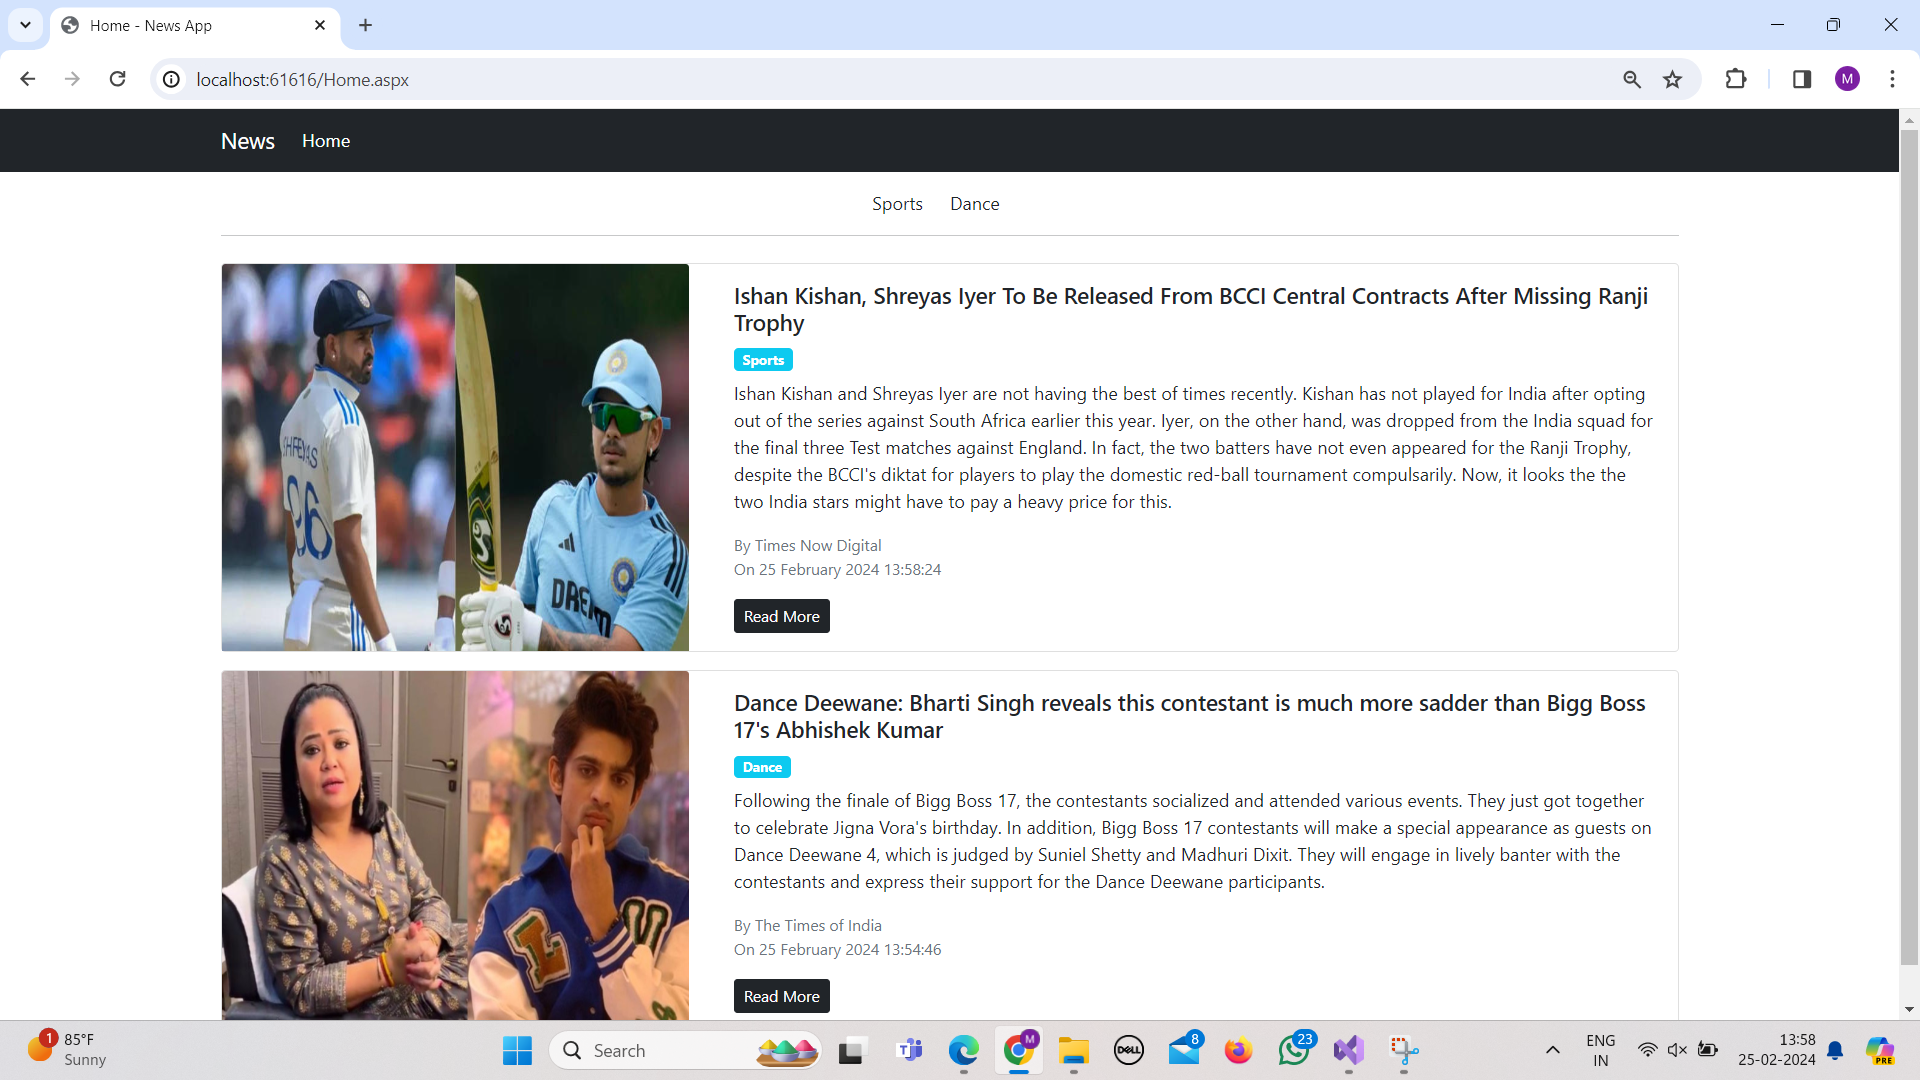 Home - News App
localhost:61616/Home.aspx
M
News Home
Sports Dance
SHREYAS
96
DREAM
Ishan Kishan, Shreyas Iyer To Be Released From BCCI Central Contracts After Missing Ranji
Trophy
Sports
Ishan Kishan and Shreyas Iyer are not having the best of times recently. Kishan has not played for India after opting
out of the series against South Africa earlier this year. Iyer, on the other hand, was dropped from the India squad for
the final three Test matches against England. In fact, the two batters have not even appeared for the Ranji Trophy,
despite the BCCI's diktat for players to play the domestic red-ball tournament compulsarily. Now, it looks the the
two India stars might have to pay a heavy price for this.
By Times Now Digital
On 25 February 2024 13:58:24
Read More
L
Dance Deewane: Bharti Singh reveals this contestant is much more sadder than Bigg Boss
17's Abhishek Kumar
Dance
Following the finale of Bigg Boss 17, the contestants socialized and attended various events. They just got together
to celebrate Jigna Vora's birthday. In addition, Bigg Boss 17 contestants will make a special appearance as guests on
Dance Deewane 4, which is judged by Suniel Shetty and Madhuri Dixit. They will engage in lively banter with the
contestants and express their support for the Dance Deewane participants.
By The Times of India
On 25 February 2024 13:54:46
Read More
1
85°F
Sunny
Search
M
DELL
8
23
ENG
IN
13:58
25-02-2024
PRE